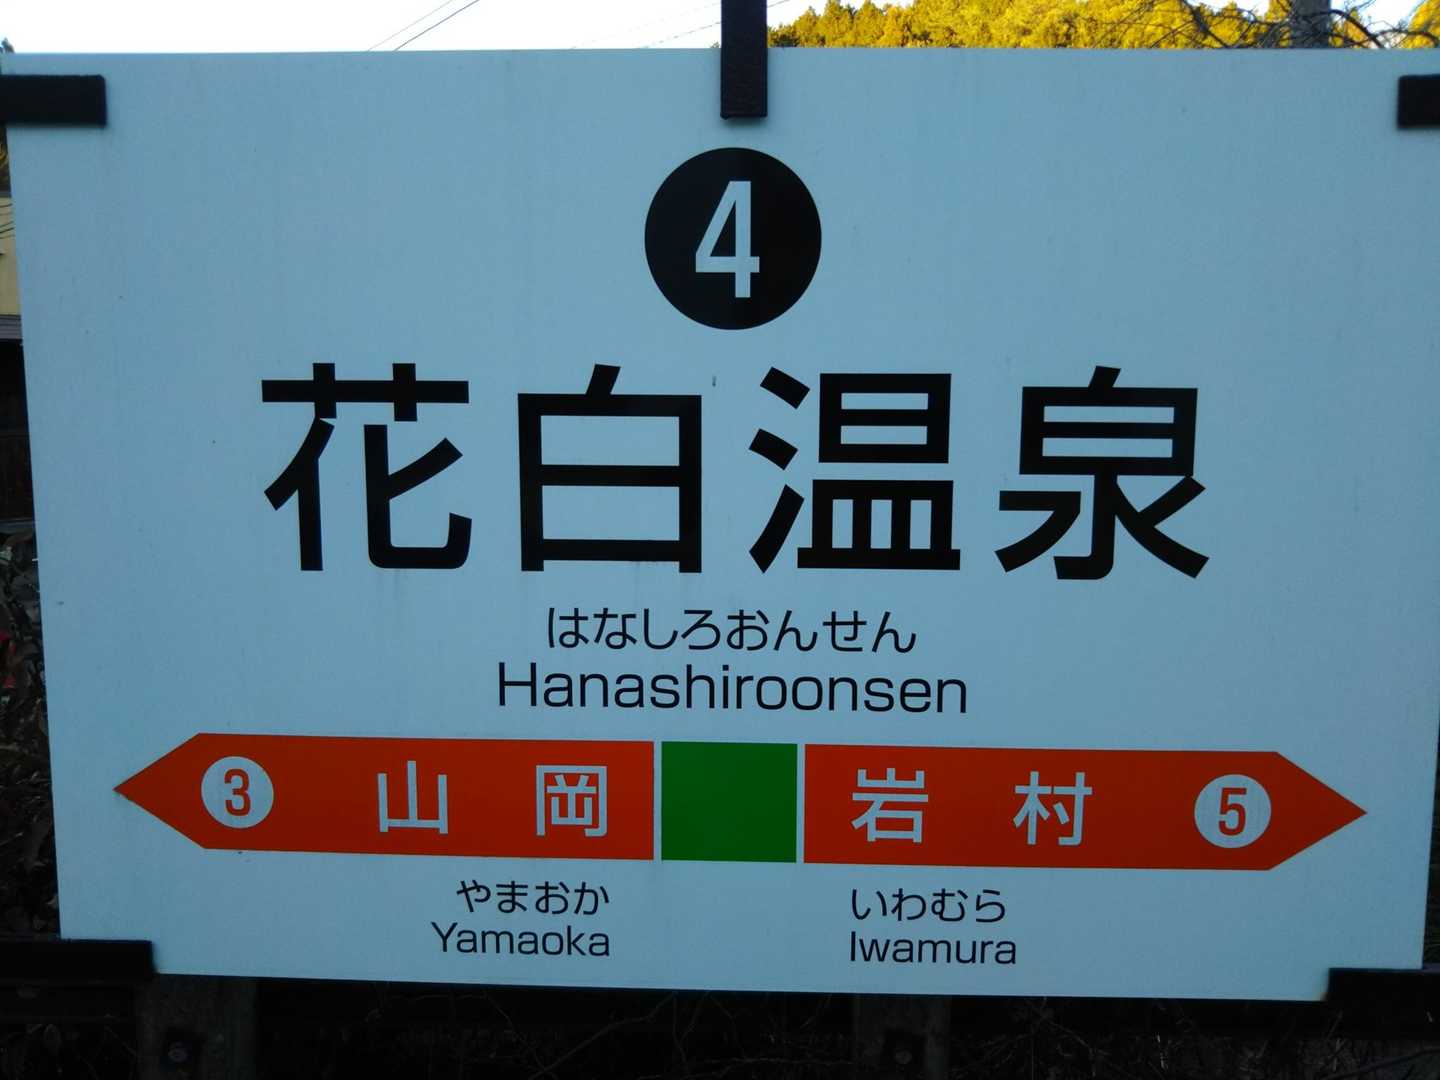 4
花白温泉
はなしろおんせん
Hanashiroonsen
3 山岡 岩村 5
やまおか いわむら
Yamaoka Iwamura